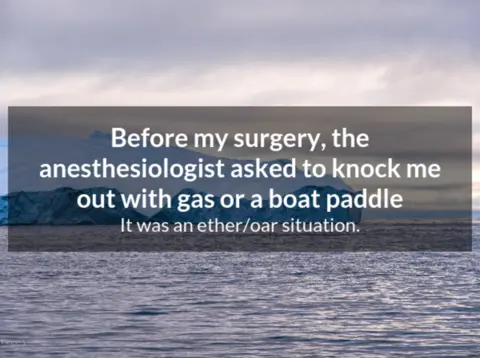 Before my surgery, the
anesthesiologist asked to knock me
out with gas or a boat paddle
It was an ether/oar situation.